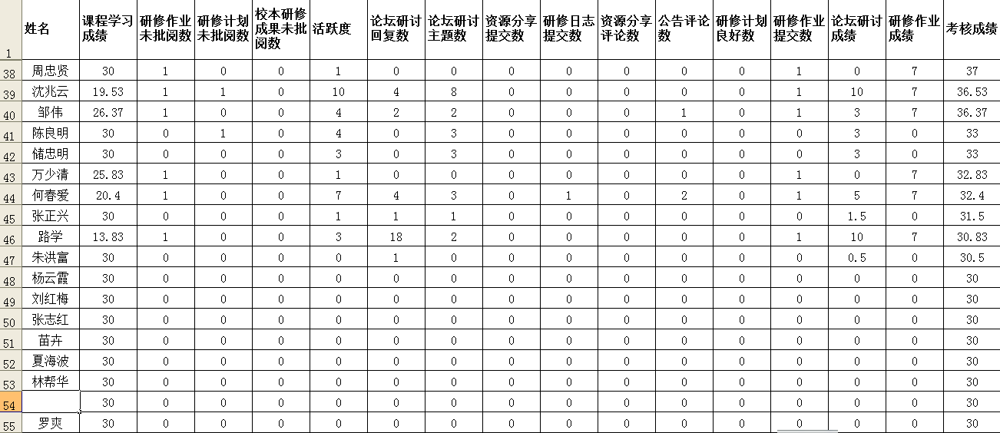 姓名 课程学习成绩 研修作业未批阅数 研修计划未批阅数 校本研修成果未批阅数 活跃度 论坛研讨回复数 论坛研讨主题数 资源分享提交数 研修日志提交数 资源分享评论数 公告评论数 研修计划良好数 研修作业提交数 论坛研讨成绩 研修作业成绩 考核成绩
1
38 周忠贤 30 1 0 0 1 0 0 0 0 0 0 0 1 0 7 37
39 沈兆云 19.53 1 1 0 10 4 8 0 0 0 0 0 1 10 7 36.53
40 邹伟 26.37 1 0 0 4 2 2 0 0 0 1 0 1 3 7 36.37
41 陈良明 30 0 1 0 4 0 3 0 0 0 0 0 0 3 0 33
42 储忠明 30 0 0 0 3 0 3 0 0 0 0 0 0 3 0 33
43 万少清 25.83 1 0 0 1 0 0 0 0 0 0 0 1 0 7 32.83
44 何春爱 20.4 1 0 0 7 4 3 0 1 0 2 0 1 5 7 32.4
45 张正兴 30 0 0 0 1 1 1 0 0 0 0 0 0 1.5 0 31.5
46 路学 13.83 1 0 0 3 18 2 0 0 0 0 0 1 10 7 30.83
47 朱洪富 30 0 0 0 0 1 0 0 0 0 0 0 0 0.5 0 30.5
48 杨云霞 30 0 0 0 0 0 0 0 0 0 0 0 0 0 0 30
49 刘红梅 30 0 0 0 0 0 0 0 0 0 0 0 0 0 0 30
50 张志红 30 0 0 0 0 0 0 0 0 0 0 0 0 0 0 30
51 苗卉 30 0 0 0 0 0 0 0 0 0 0 0 0 0 0 30
52 夏海波 30 0 0 0 0 0 0 0 0 0 0 0 0 0 0 30
53 林帮华 30 0 0 0 0 0 0 0 0 0 0 0 0 0 0 30
54 30 0 0 0 0 0 0 0 0 0 0 0 0 0 0 30
55 罗爽 30 0 0 0 0 0 0 0 0 0 0 0 0 0 0 30